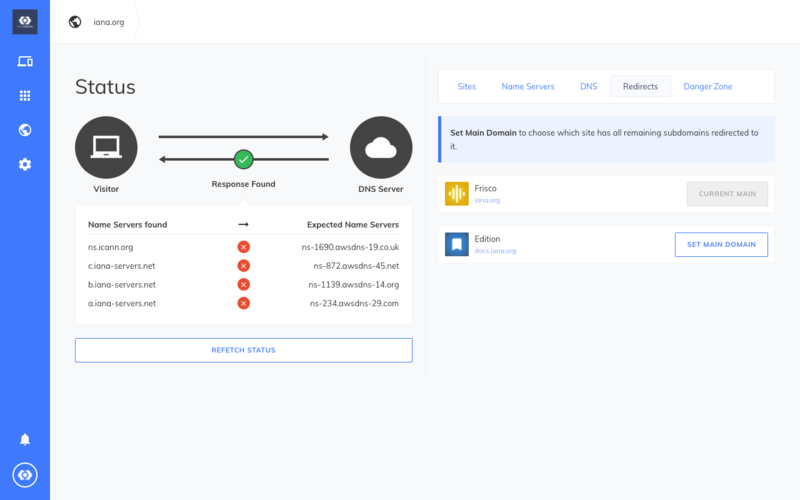 iana.org
Status
Visitor
Response Found
DNS Server
Name Servers found → Expected Name Servers
ns.icann.org ns-1690.awsdns-19.co.uk
c.iana-servers.net ns-872.awsdns-45.net
b.iana-servers.net ns-1139.awsdns-14.org
a.iana-servers.net ns-234.awsdns-29.com
REFETCH STATUS
Sites Name Servers DNS Redirects Danger Zone
Set Main Domain to choose which site has all remaining subdomains redirected to
it.
Frisco
iana.org
CURRENT MAIN
Edition
docs.iana.org
SET MAIN DOMAIN